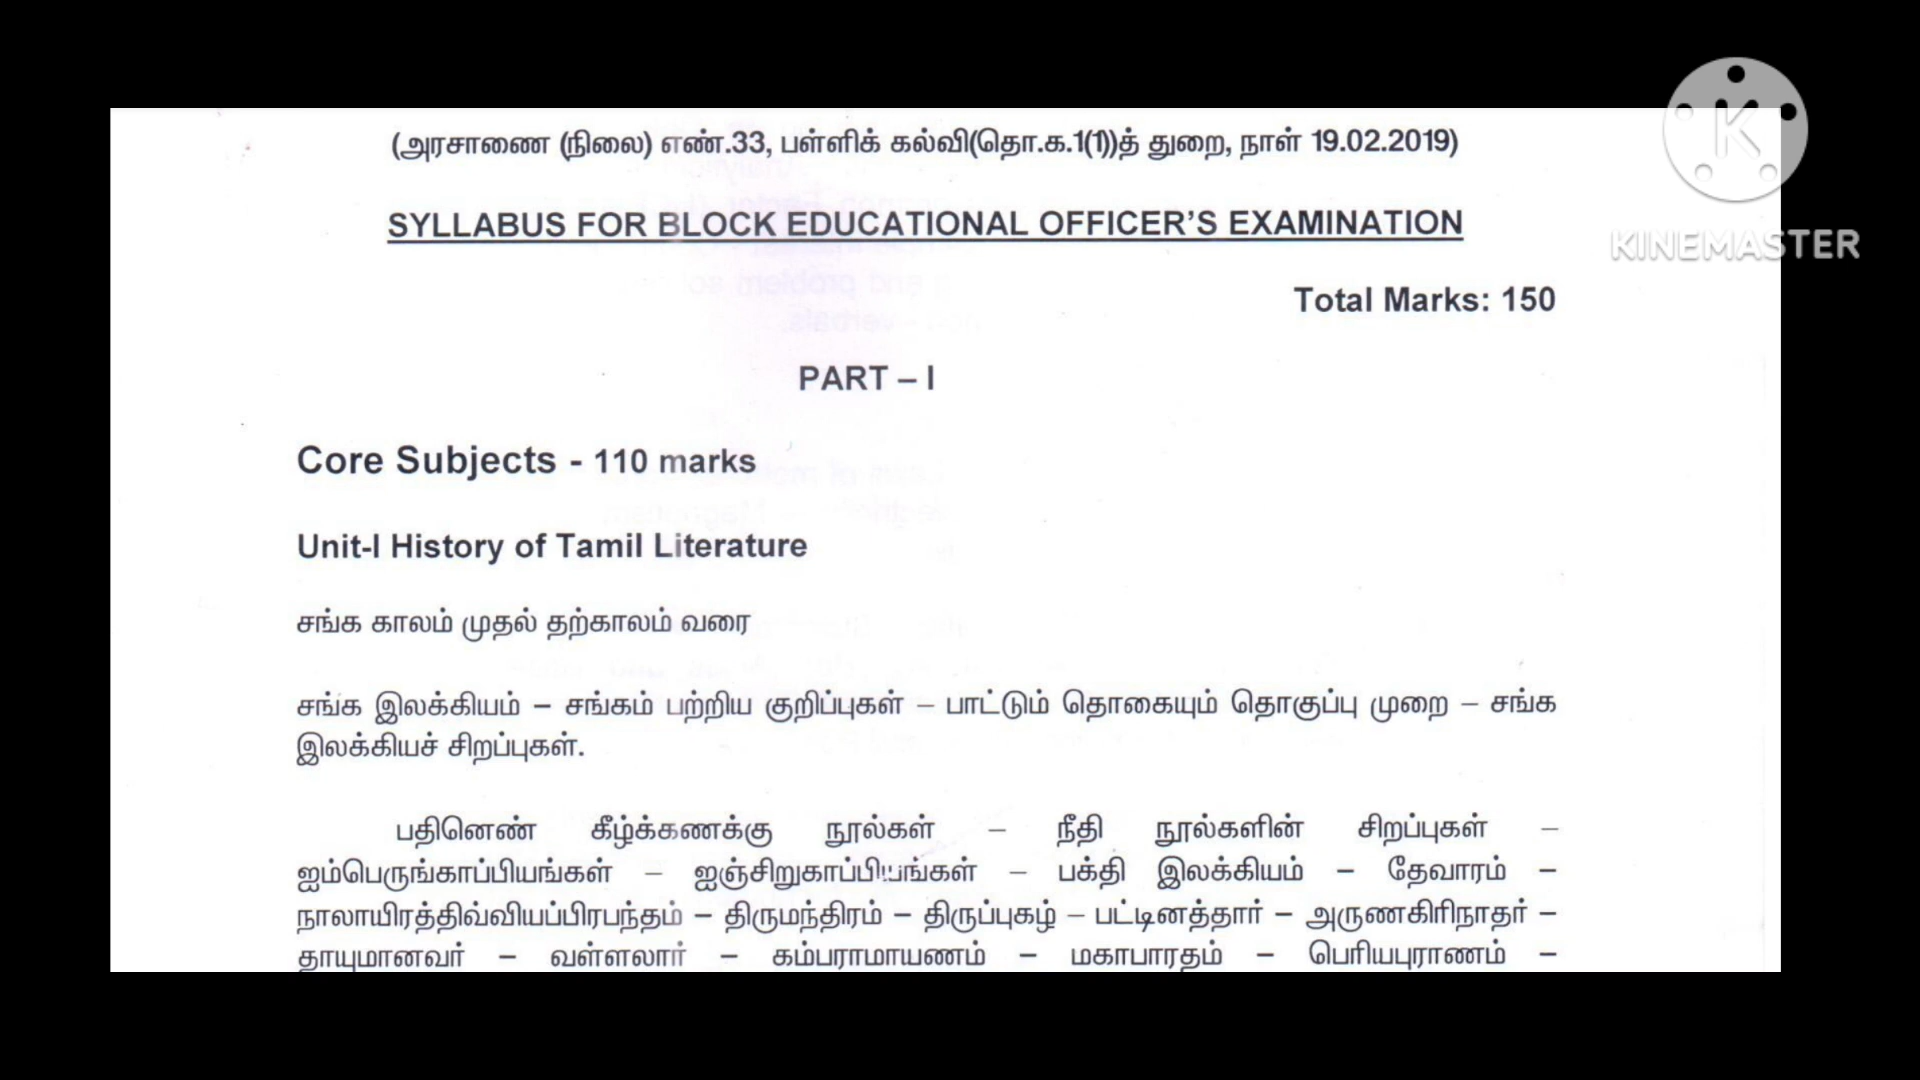 (அரசாணை (நிலை) எண்.33, பள்ளிக் கல்வி(தொ.க.1(1))த் துறை, நாள் 19.02.2019)
SYLLABUS FOR BLOCK EDUCATIONAL OFFICER'S EXAMINATION
K
KINEMASTER
Total Marks: 150
PART – I
Core Subjects - 110 marks
Unit-I History of Tamil Literature
சங்க காலம் முதல் தற்காலம் வரை
சங்க இலக்கியம் – சங்கம் பற்றிய குறிப்புகள் – பாட்டும் தொகையும் தொகுப்பு முறை – சங்க
இலக்கியச் சிறப்புகள்.
பதினெண் கீழ்க்கணக்கு நூல்கள் – நீதி நூல்களின் சிறப்புகள் –
ஐம்பெருங்காப்பியங்கள் – ஐஞ்சிறுகாப்பியங்கள் – பக்தி இலக்கியம் – தேவாரம் –
நாலாயிரத்திவ்வியப்பிரபந்தம் – திருமந்திரம் – திருப்புகழ் – பட்டினத்தார் – அருணகிரிநாதர் –
தாயுமானவர் – வள்ளலார் – கம்பராமாயணம் – மகாபாரதம் – பெரியபுராணம் –